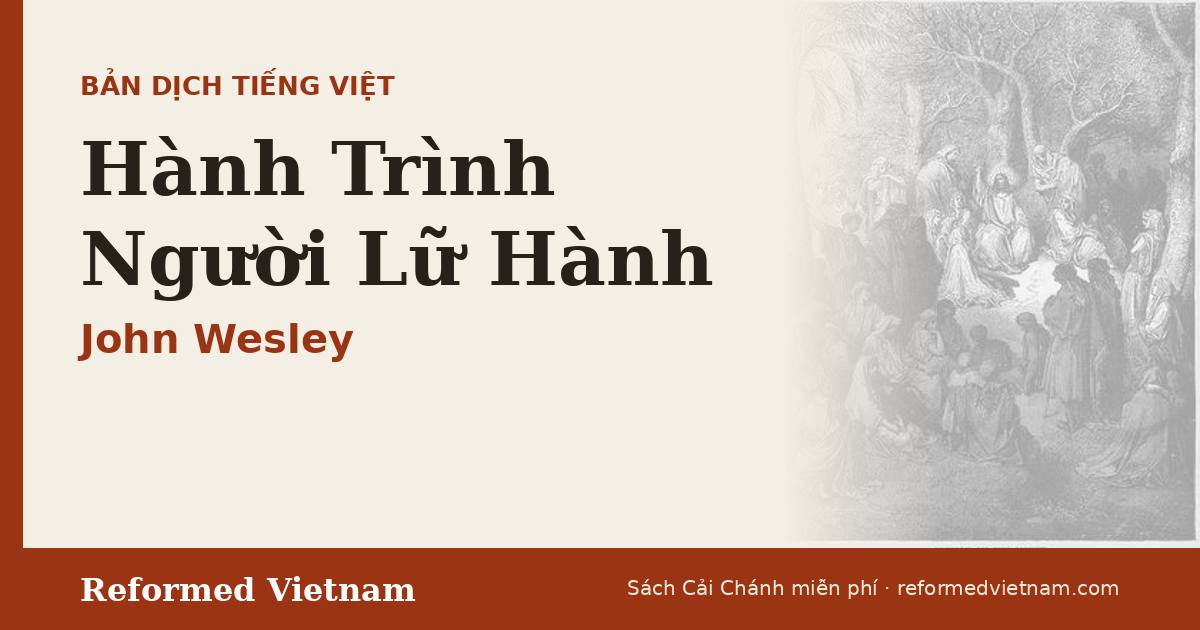 BẢN DỊCH TIẾNG VIỆT
Hành Trình
Người Lữ Hành
John Wesley
Reformed Vietnam
Sách Cải Chánh miễn phí · reformedvietnam.com